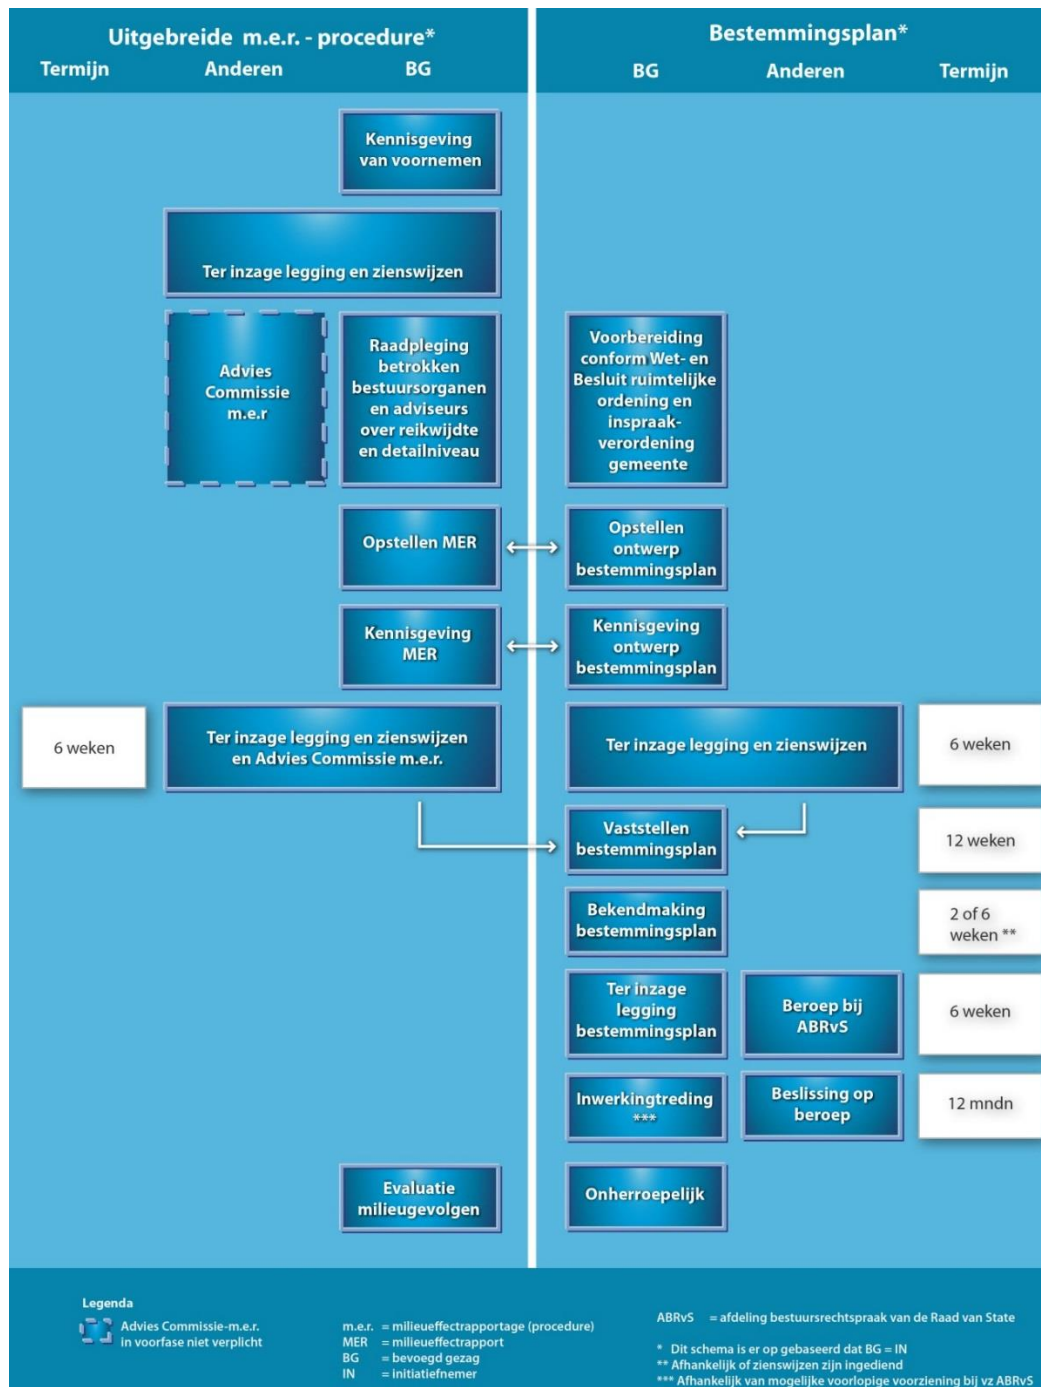 Uitgebreide m.e.r. - procedure*
Termijn Anderen BG
Bestemmingsplan*
BG Anderen Termijn
Kennisgeving
van voornemen
Ter inzage legging en zienswijzen
Advies
Commissie
m.e.r
Raadpleging
betrokken
bestuursorganen
en adviseurs
over reikwijdte
en detailniveau
Voorbereiding
conform Wet- en
Besluit ruimtelijke
ordening en
inspraak-
verordening
gemeente
Opstellen MER
Opstellen
ontwerp
bestemmingsplan
Kennisgeving
MER
Kennisgeving
ontwerp
bestemmingsplan
6 weken
Ter inzage legging en zienswijzen
en Advies Commissie m.e.r.
Ter inzage legging en zienswijzen
6 weken
Vaststellen
bestemmingsplan
12 weken
Bekendmaking
bestemmingsplan
2 of 6
weken **
Ter inzage
legging
bestemmingsplan
Beroep bij
ABRvS
6 weken
Inwerkingtreding
***
Beslissing op
beroep
12 mndn
Evaluatie
milieugevolgen
Onherroepelijk
Legenda
Advies Commissie-m.e.r.
in voorfase niet verplicht
m.e.r. = milieueffectrapportage (procedure)
MER = milieueffectrapport
BG = bevoegd gezag
IN = initiatiefnemer
ABRvS = afdeling bestuursrechtspraak van de Raad van State
* Dit schema is er op gebaseerd dat BG = IN
** Afhankelijk of zienswijzen zijn ingediend
*** Afhankelijk van mogelijke voorlopige voorziening bij vz ABRvS